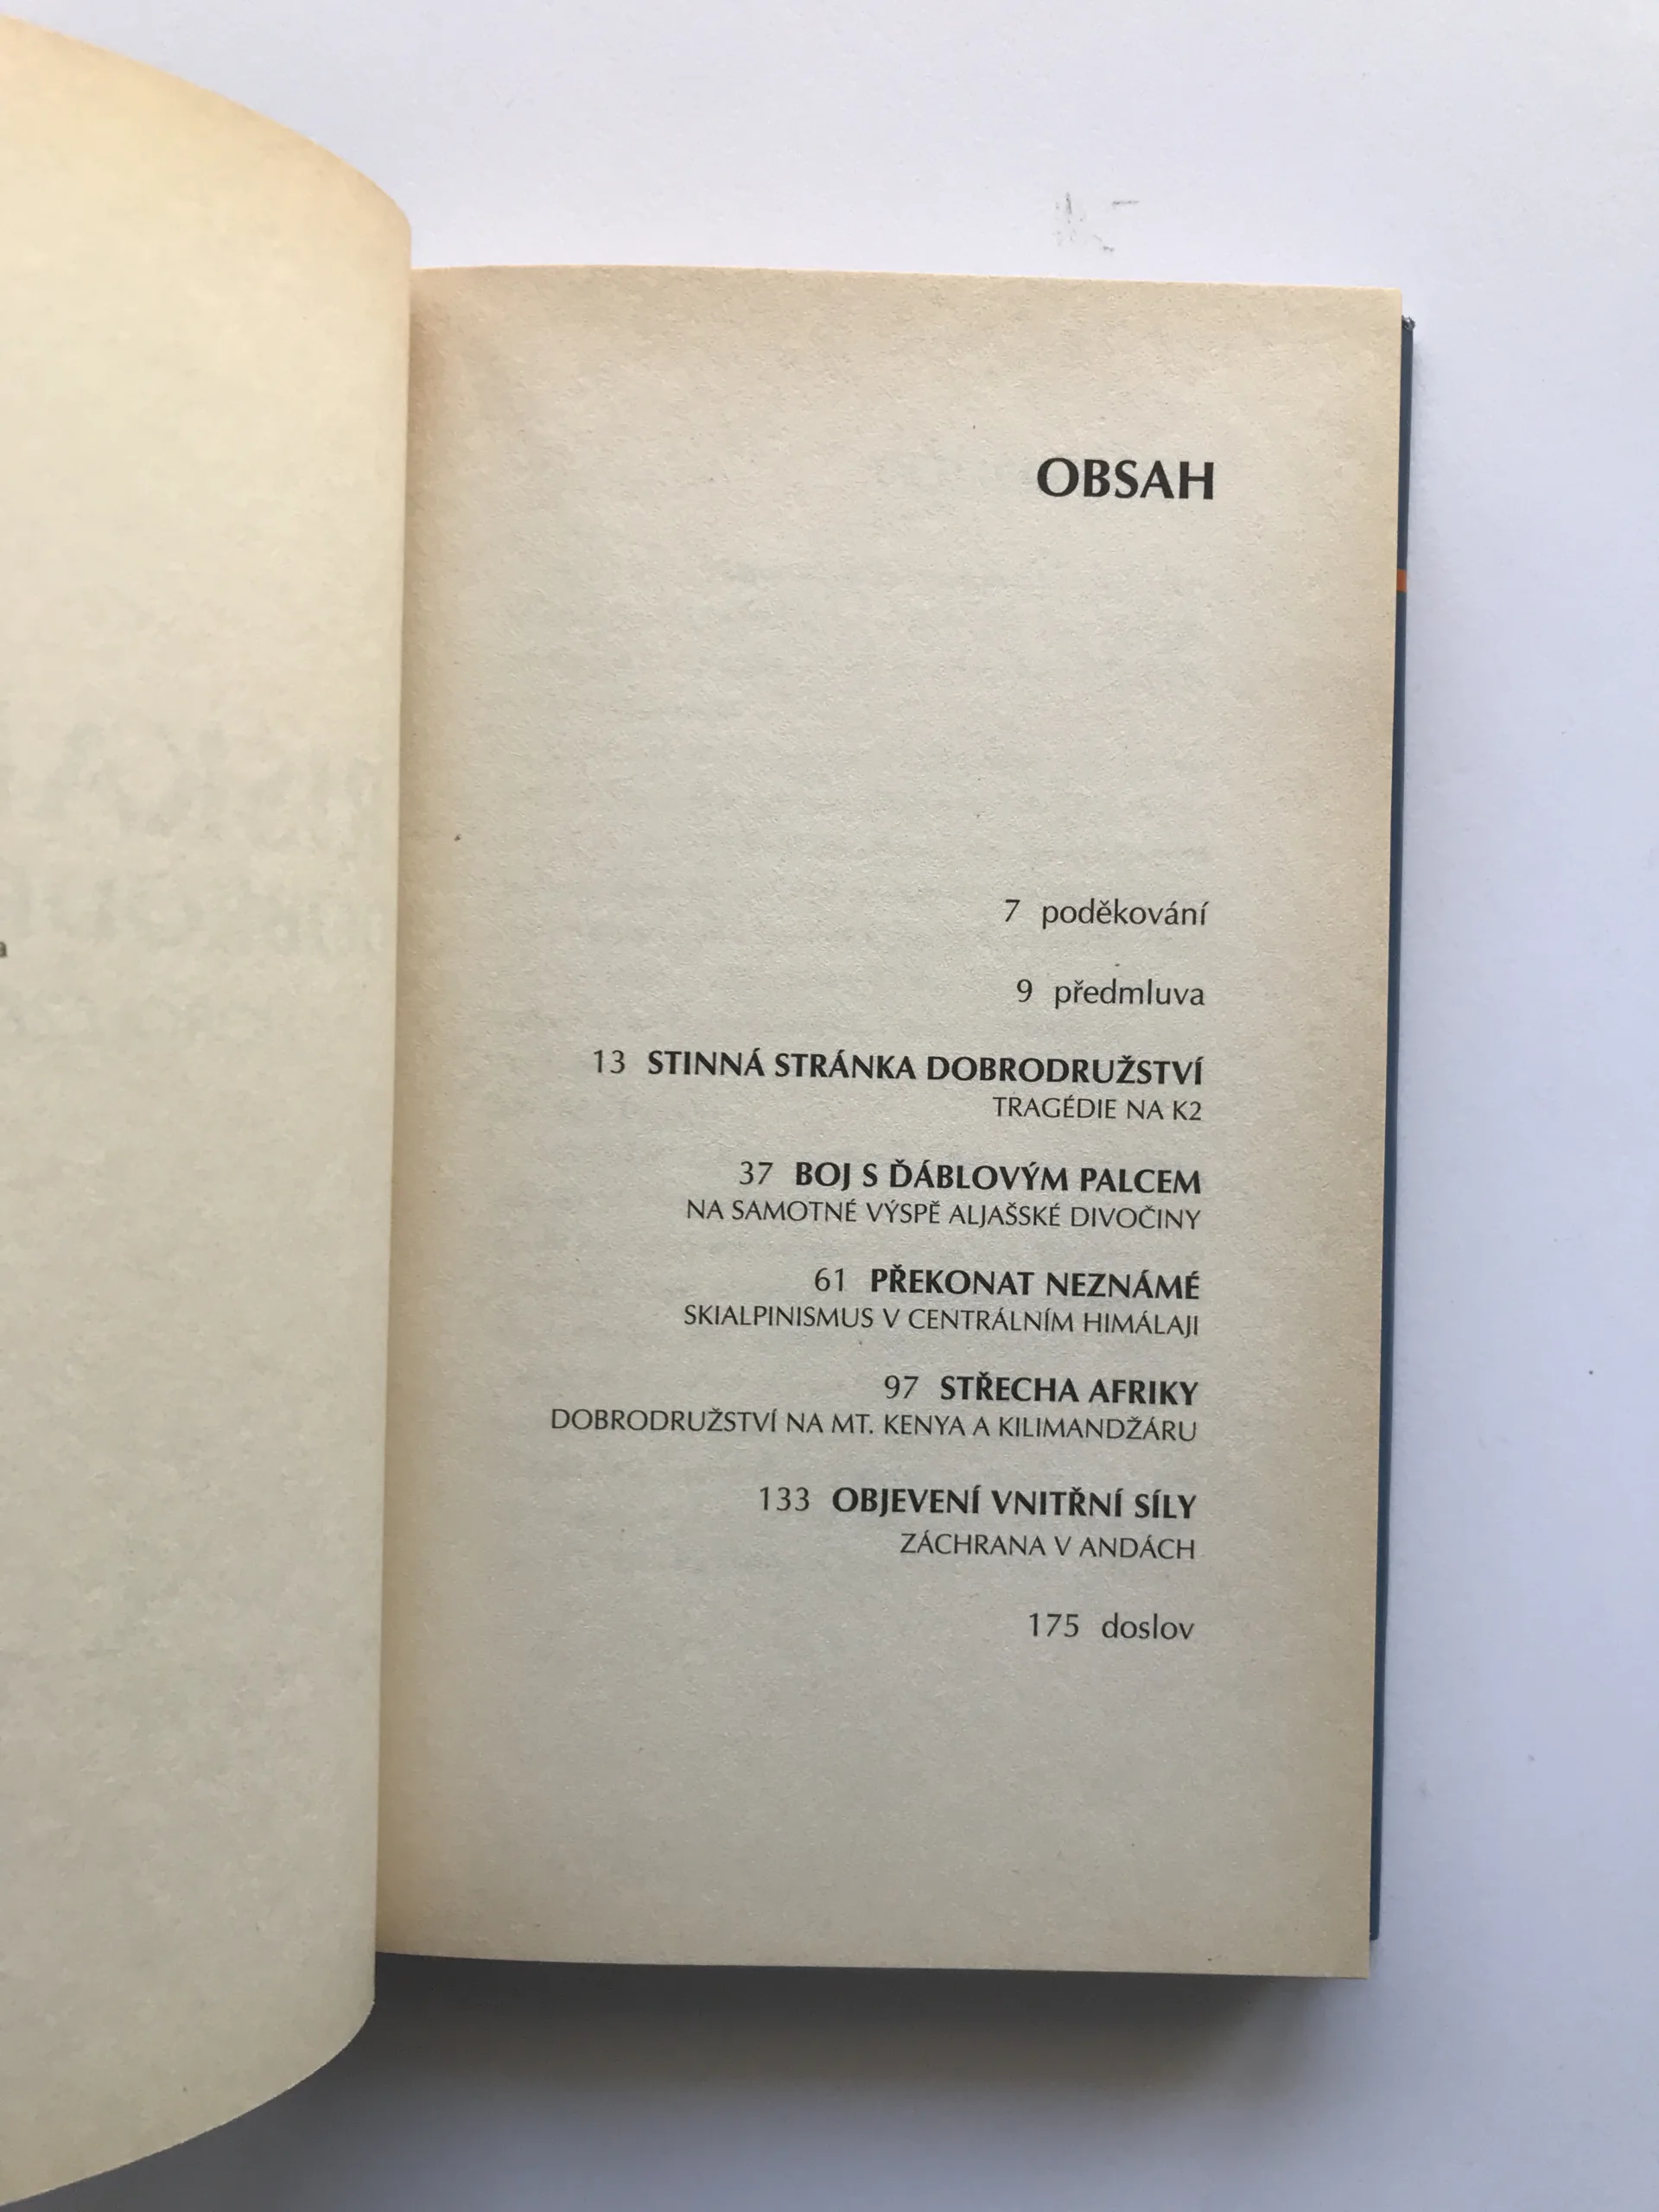 OBSAH
7 poděkování
9 předmluva
13 STINNÁ STRÁNKA DOBRODRUŽSTVÍ
TRAGÉDIE NA K2
37 BOJ S ĎÁBLOVÝM PALCEM
NA SAMOTNÉ VÝSPĚ ALJAŠSKÉ DIVOČINY
61 PŘEKONAT NEZNÁMÉ
SKIALPINISMUS V CENTRÁLNÍM HIMÁLAJI
97 STŘECHA AFRIKY
DOBRODRUŽSTVÍ NA MT. KENYA A KILIMANDŽÁRU
133 OBJEVENÍ VNITŘNÍ SÍLY
ZÁCHRANA V ANDÁCH
175 doslov